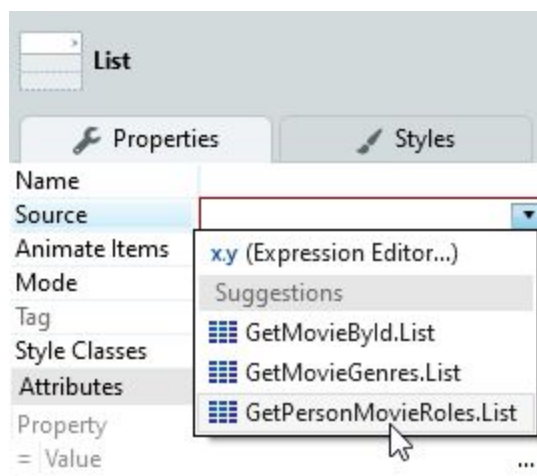 List
Properties
Styles
Name
Source
Animate Items
x.y (Expression Editor...)
Mode
Suggestions
Tag
GetMovieById.List
Style Classes
GetMovieGenres.List
Attributes
GetPersonMovieRoles.List
Property
= Value
...